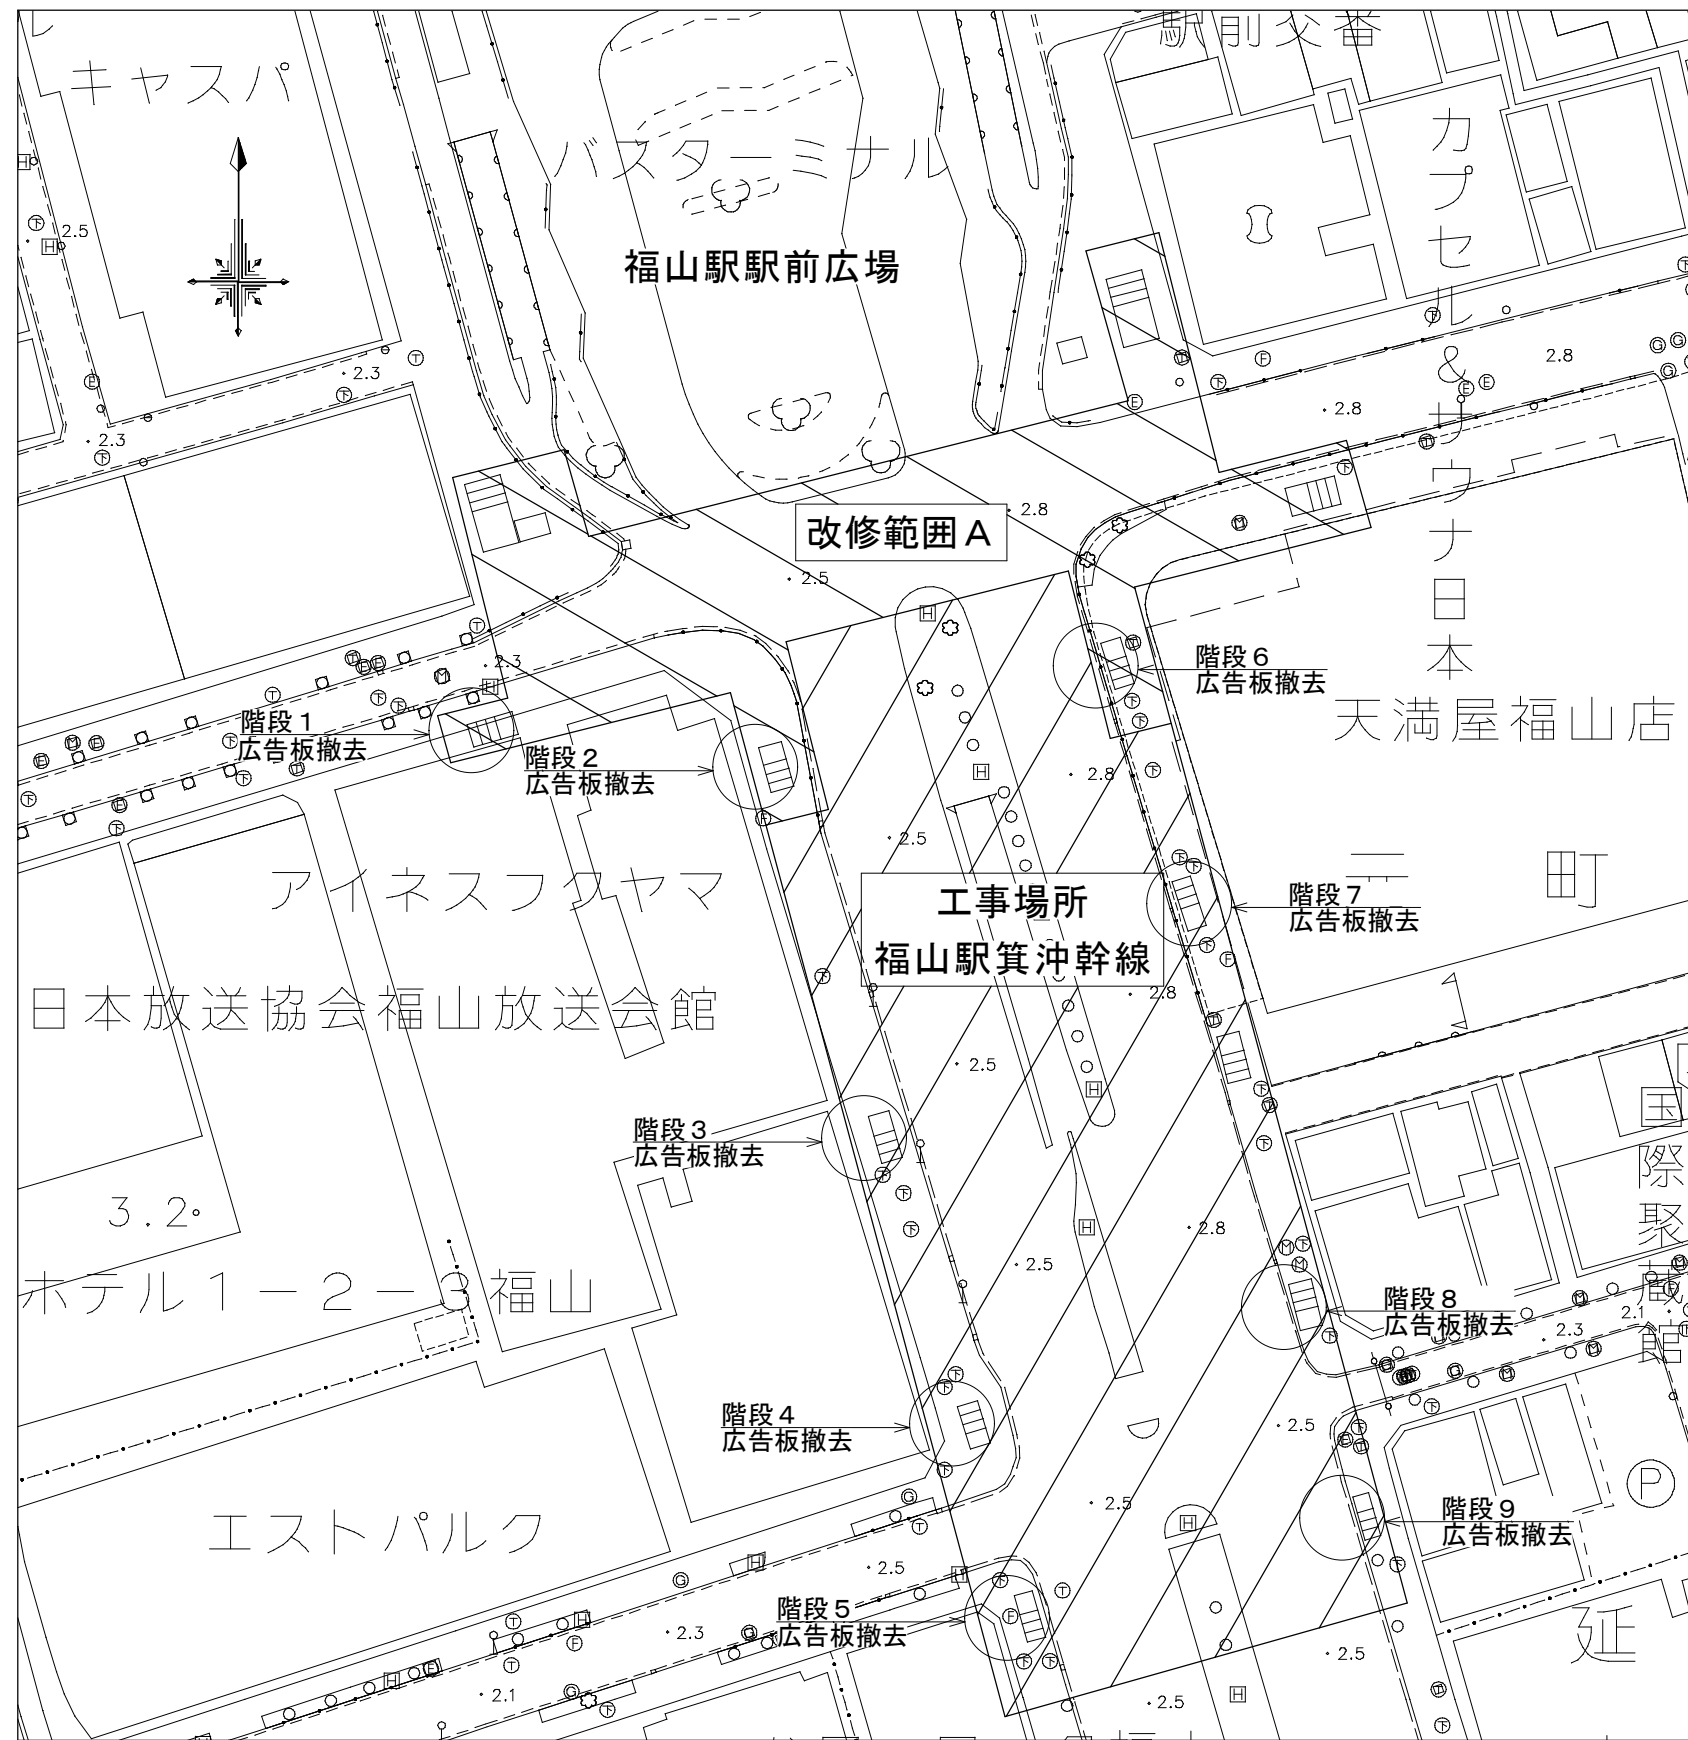 駅前交番
キャスパ
バスターミナル
カプセル&サウナ日本
2.5
福山駅駅前広場
2.3
2.8
2.8
2.3
2.8
改修範囲A
2.5
2.3
階段6
広告板撤去
天満屋福山店
階段1
広告板撤去
階段2
広告板撤去
2.8
2.5
アイネスフクヤマ
元町
工事場所
福山駅箕沖幹線
階段7
広告板撤去
日本放送協会福山放送会館
2.8
2.5
階段3
広告板撤去
国際聚蔵館
3.2
2.8
2.5
ホテル1-2-3福山
階段8
広告板撤去
2.1
2.3
階段4
広告板撤去
2.5
P
2.5
階段9
広告板撤去
エストパルク
2.5
階段5
広告板撤去
2.3
延
2.5
2.1
2.5